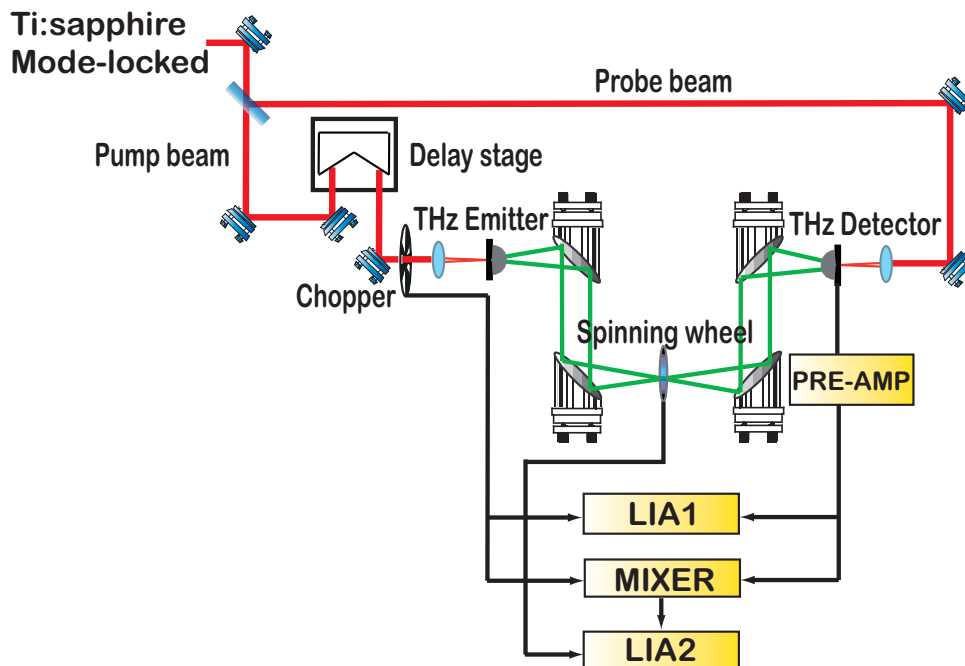 Ti:sapphire
Mode-locked
Probe beam
Pump beam
Delay stage
THz Emitter
THz Detector
Chopper
Spinning wheel
PRE-AMP
LIA1
MIXER
LIA2